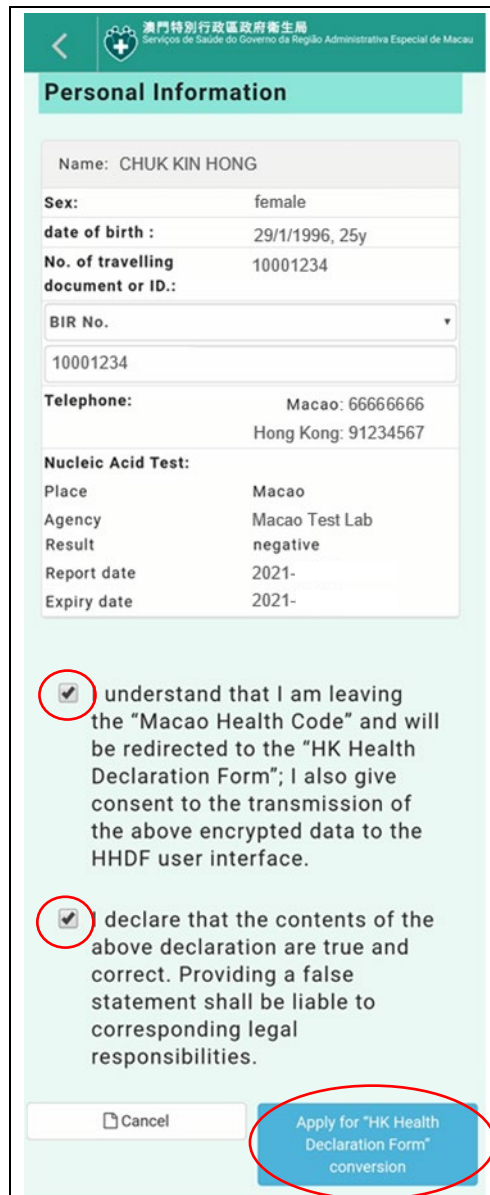 澳門特別行政區政府衞生局
Serviços de Saúde do Governo da Região Administrativa Especial de Macau
Personal Information
Name: CHUK KIN HONG
Sex: female
date of birth : 29/1/1996, 25y
No. of travelling 10001234
document or ID.:
BIR No.
10001234
Telephone: Macao: 66666666
Hong Kong: 91234567
Nucleic Acid Test:
Place Macao
Agency Macao Test Lab
Result negative
Report date 2021-
Expiry date 2021-
I understand that I am leaving
the “Macao Health Code” and will
be redirected to the “HK Health
Declaration Form”; I also give
consent to the transmission of
the above encrypted data to the
HHDF user interface.
I declare that the contents of the
above declaration are true and
correct. Providing a false
statement shall be liable to
corresponding legal
responsibilities.
Cancel
Apply for “HK Health
Declaration Form”
conversion